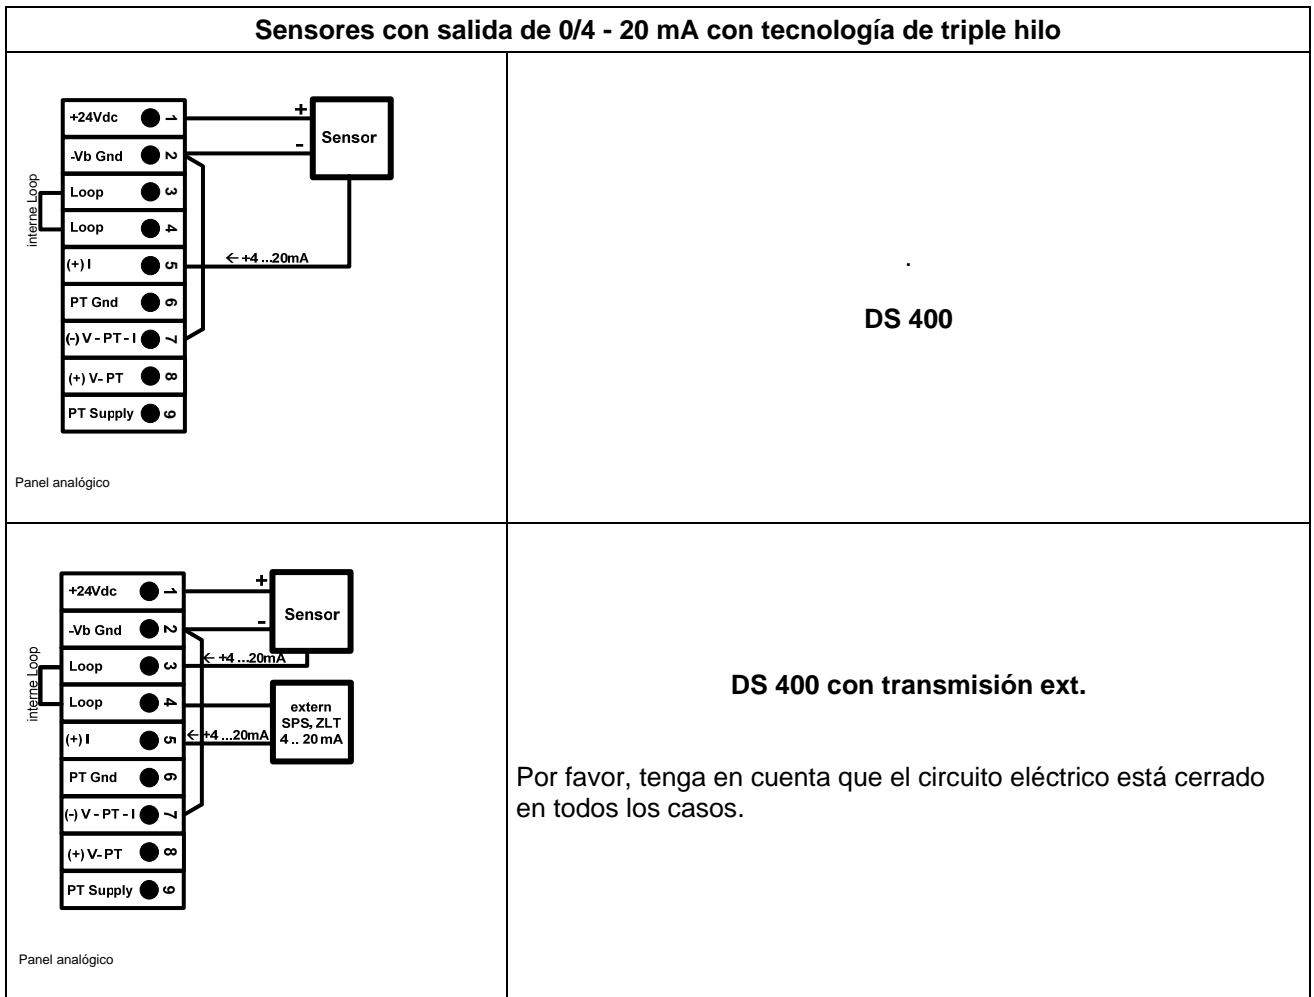 Sensores con salida de 0/4 - 20 mA con tecnología de triple hilo
+24Vdc 1
-Vb Gnd 2
Loop 3
Loop 4
(+) I 5
PT Gnd 6
(-) V - PT - I 7
(+) V- PT 8
PT Supply 9
interne Loop
+
-
Sensor
← +4 ...20mA
Panel analógico
.
DS 400
+24Vdc 1
-Vb Gnd 2
Loop 3
Loop 4
(+) I 5
PT Gnd 6
(-) V - PT - I 7
(+) V- PT 8
PT Supply 9
interne Loop
+
-
Sensor
← +4 ...20mA
extern
SPS, ZLT
4 .. 20 mA
← +4 ...20mA
Panel analógico
DS 400 con transmisión ext.
Por favor, tenga en cuenta que el circuito eléctrico está cerrado
en todos los casos.